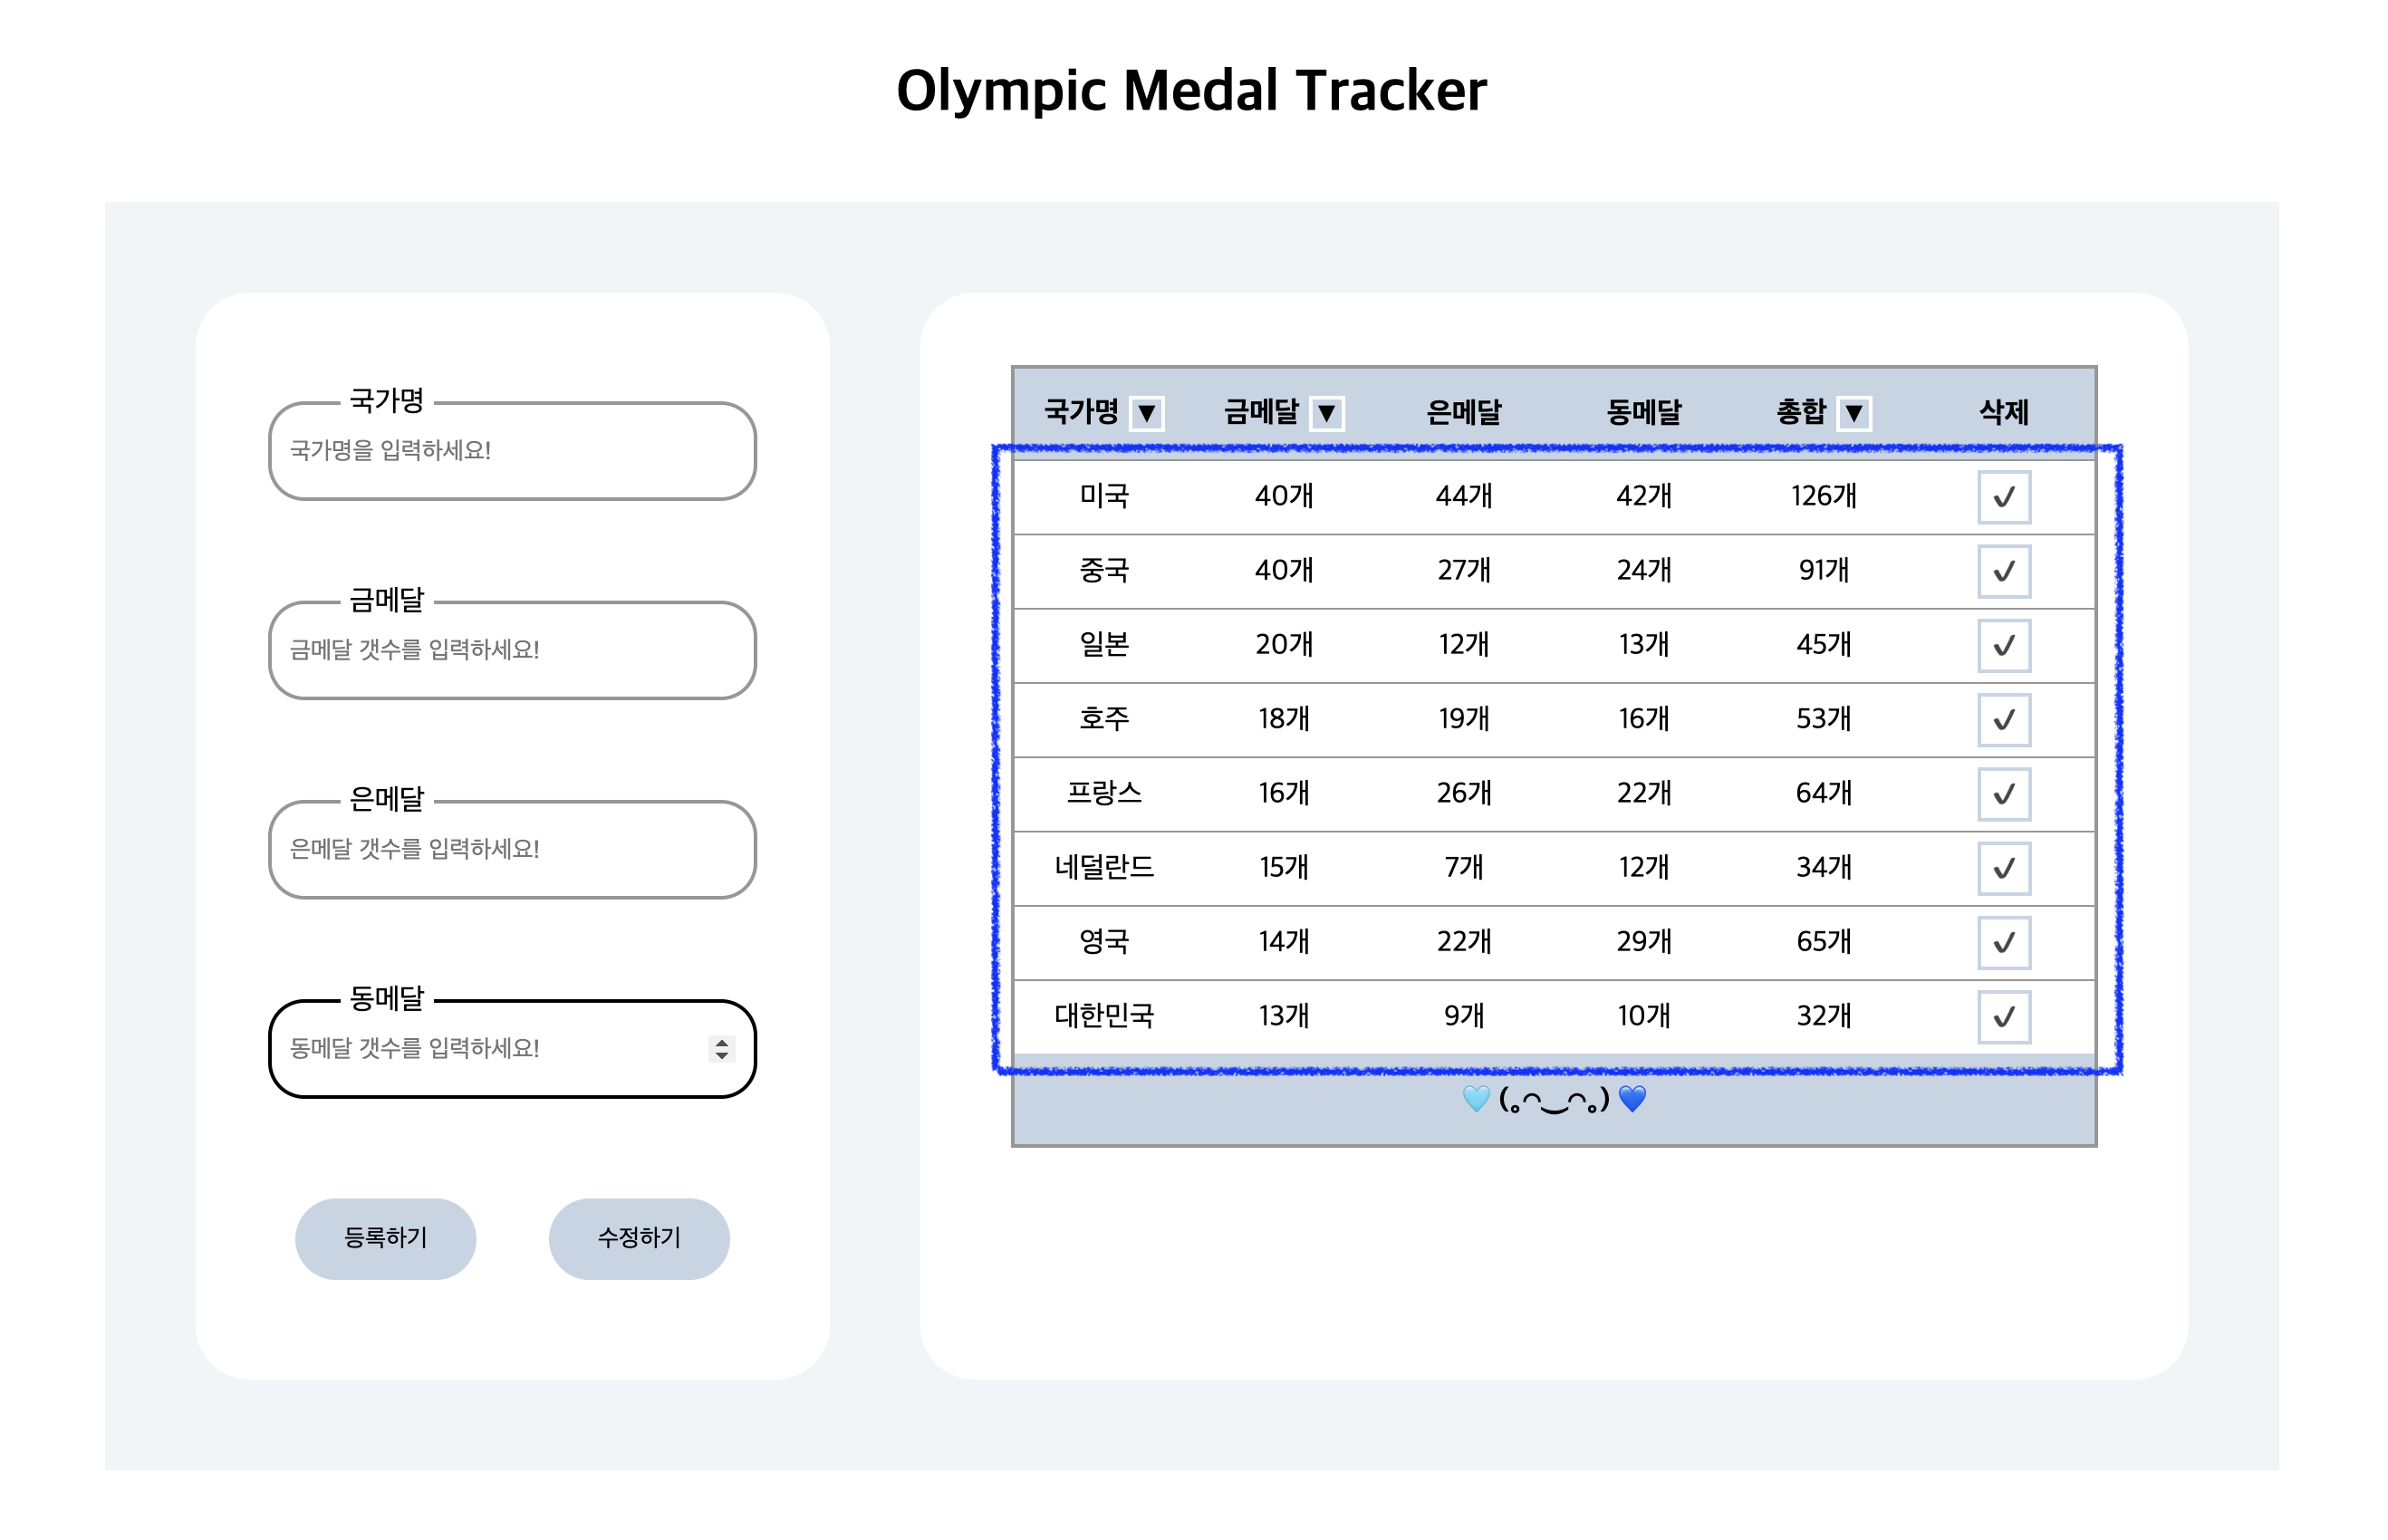 Olympic Medal Tracker
국가명
국가명을 입력하세요!
금메달
금메달 갯수를 입력하세요!
은메달
은메달 갯수를 입력하세요!
동메달
동메달 갯수를 입력하세요!
등록하기 수정하기
국가명 ▼ 금메달 ▼ 은메달 동메달 총합 ▼ 삭제
미국 40개 44개 42개 126개 ✔
중국 40개 27개 24개 91개 ✔
일본 20개 12개 13개 45개 ✔
호주 18개 19개 16개 53개 ✔
프랑스 16개 26개 22개 64개 ✔
네덜란드 15개 7개 12개 34개 ✔
영국 14개 22개 29개 65개 ✔
대한민국 13개 9개 10개 32개 ✔
🩵 (｡◠‿◠｡) 💙